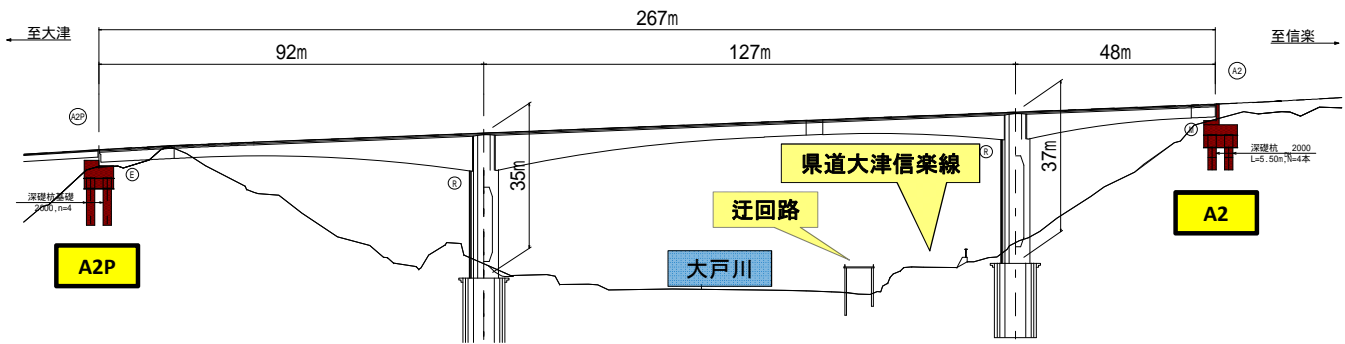 267m
至大津
至信楽
92m
127m
48m
A2
A2P
35m
37m
県道大津信楽線
迂回路
大戸川
E
R
R
M
深礎杭基礎
2000,n=4
深礎杭 2000
L=5.50m,N=4本
A2P
A2